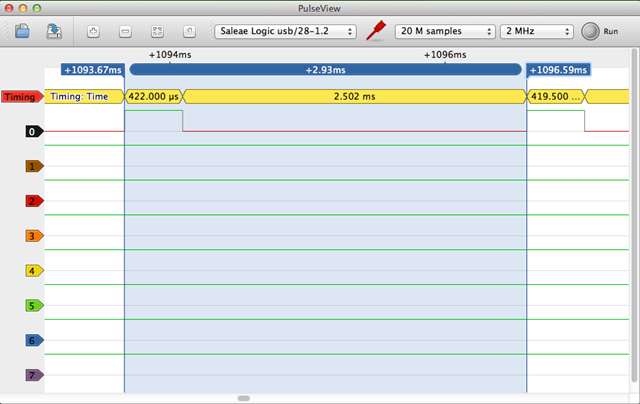 PulseView
Saleae Logic usb/28-1.2
20 M samples
2 MHz
Run
+1094ms
+1096ms
+1093.67ms
+2.93ms
+1096.59ms
Timing
Timing: Time
422.000 µs
2.502 ms
419.500 ...
0
1
2
3
4
5
6
7